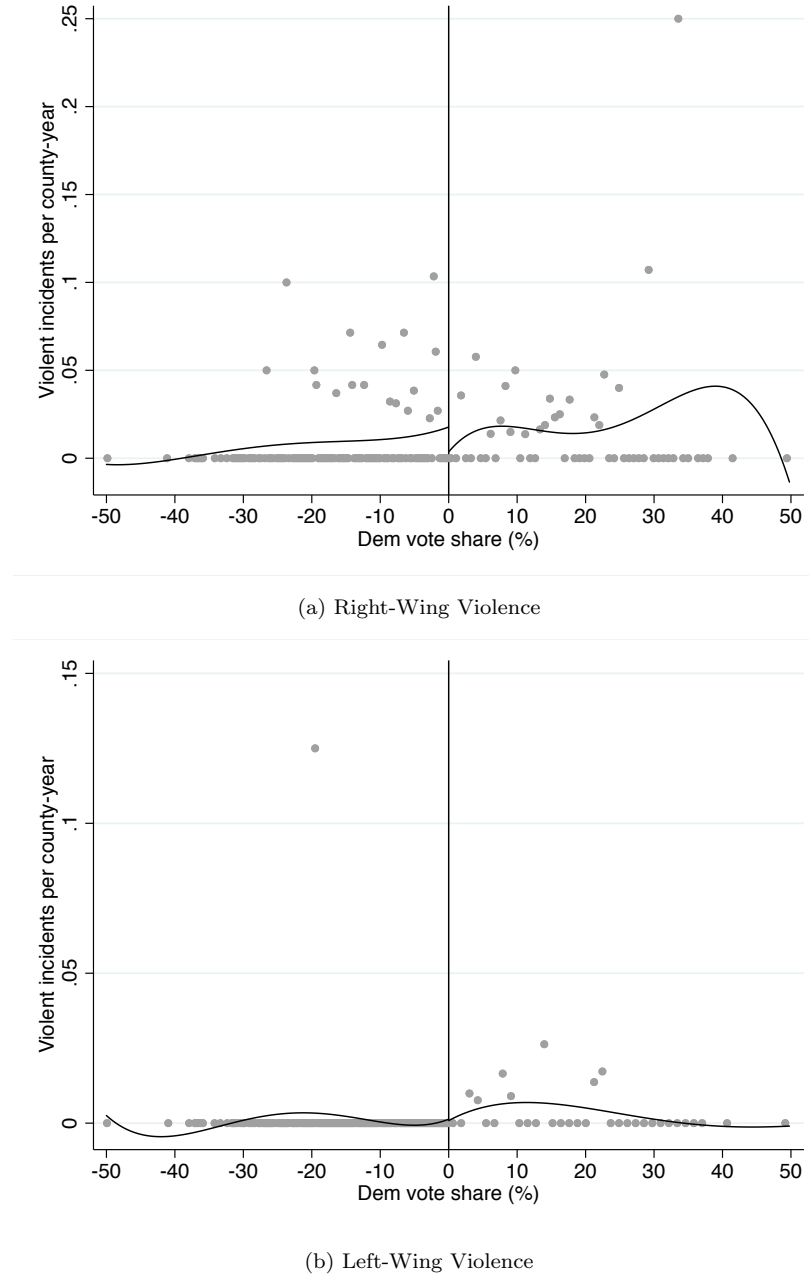 .25
.2
.15
.1
.05
0
Violent incidents per county-year
-50 -40 -30 -20 -10 0 10 20 30 40 50
Dem vote share (%)
(a) Right-Wing Violence
.15
.1
.05
0
Violent incidents per county-year
-50 -40 -30 -20 -10 0 10 20 30 40 50
Dem vote share (%)
(b) Left-Wing Violence